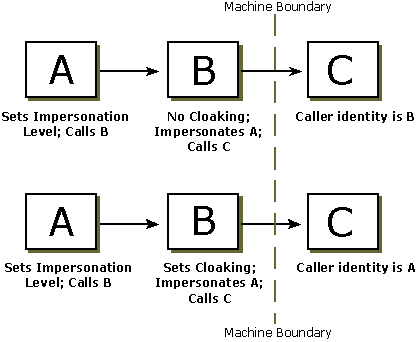 Machine Boundary
A
B
C
Sets Impersonation
Level; Calls B
No Cloaking;
Impersonates A;
Calls C
Caller identity is B
A
B
C
Sets Impersonation
Level; Calls B
Sets Cloaking;
Impersonates A;
Calls C
Caller identity is A
Machine Boundary